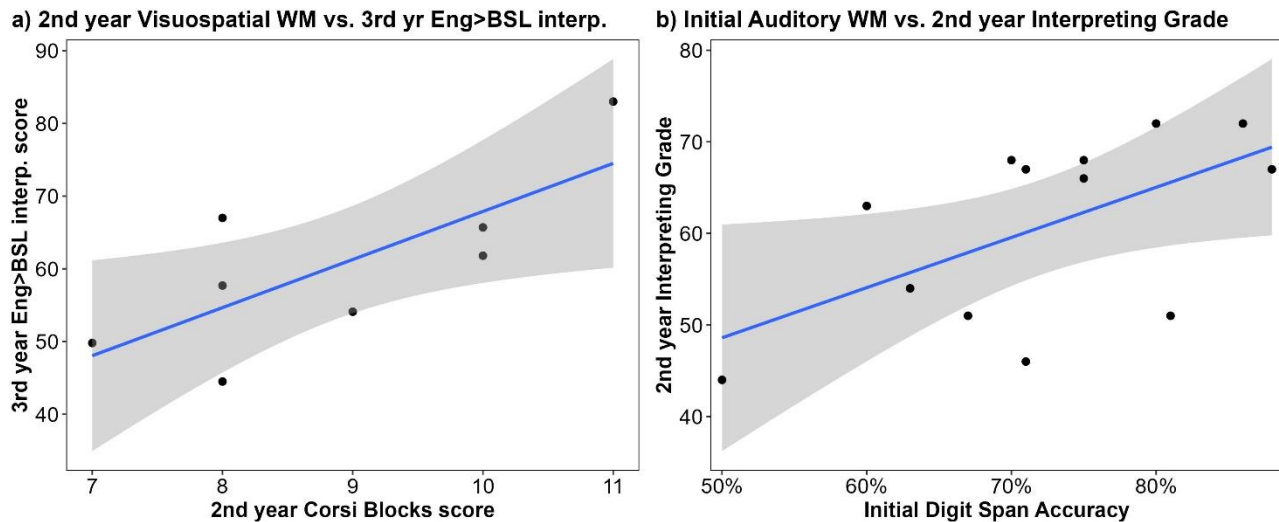 a) 2nd year Visuospatial WM vs. 3rd yr Eng>BSL interp.
90
80
70
60
50
40
3rd year Eng>BSL interp. score
7 8 9 10 11
2nd year Corsi Blocks score
b) Initial Auditory WM vs. 2nd year Interpreting Grade
80
70
60
50
40
2nd year Interpreting Grade
50% 60% 70% 80%
Initial Digit Span Accuracy